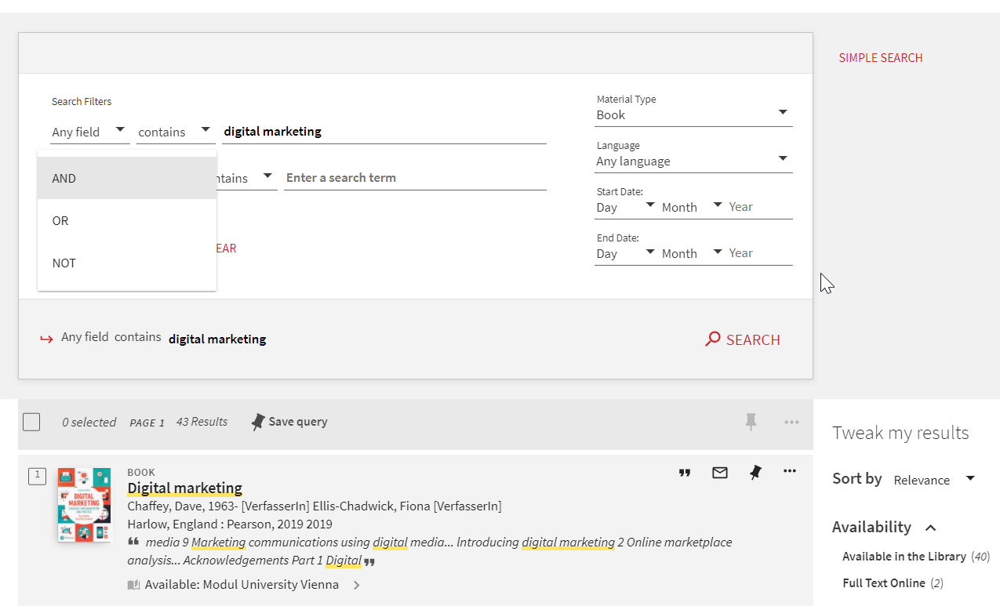 SIMPLE SEARCH
Search Filters
Any field contains digital marketing
AND
ntains Enter a search term
OR
EAR
NOT
Material Type
Book
Language
Any language
Start Date:
Day Month Year
End Date:
Day Month Year
Any field contains digital marketing
SEARCH
0 selected PAGE 1 43 Results Save query
1
BOOK
DIGITAL MARKETING
Digital marketing
Chaffey, Dave, 1963- [VerfasserIn] Ellis-Chadwick, Fiona [VerfasserIn]
Harlow, England : Pearson, 2019 2019
❝ media 9 Marketing communications using digital media... Introducing digital marketing 2 Online marketplace
analysis... Acknowledgements Part 1 Digital ❞
Available: Modul University Vienna
Tweak my results
Sort by Relevance
Availability
Available in the Library (40)
Full Text Online (2)